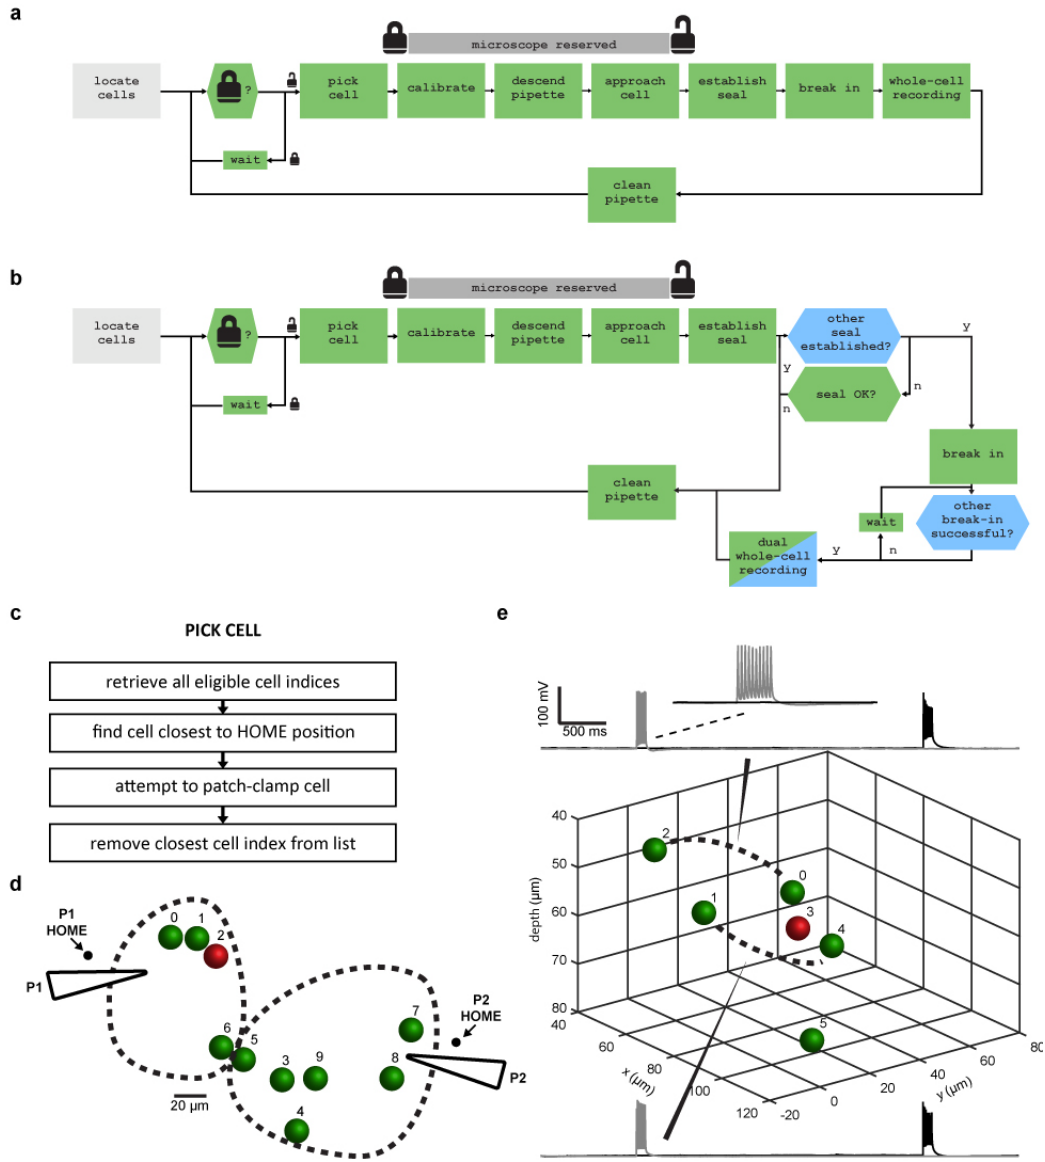 a
microscope reserved
locate
cells
?
pick
cell
calibrate
descend
pipette
approach
cell
establish
seal
break in
whole-cell
recording
wait
clean
pipette
b
microscope reserved
locate
cells
?
pick
cell
calibrate
descend
pipette
approach
cell
establish
seal
other
seal
established?
y
y
n
seal OK?
n
break in
clean
pipette
wait
other
break-in
successful?
dual
whole-cell
recording
y
n
c
PICK CELL
retrieve all eligible cell indices
find cell closest to HOME position
attempt to patch-clamp cell
remove closest cell index from list
d
P1
HOME
P1
0
1
2
6
5
3
9
4
7
8
P2
HOME
P2
20 µm
e
100 mV
500 ms
40
50
60
70
80
depth (µm)
40
60
80
100
120
x (µm)
-20
0
20
40
60
80
y (µm)
2
0
1
3
4
5